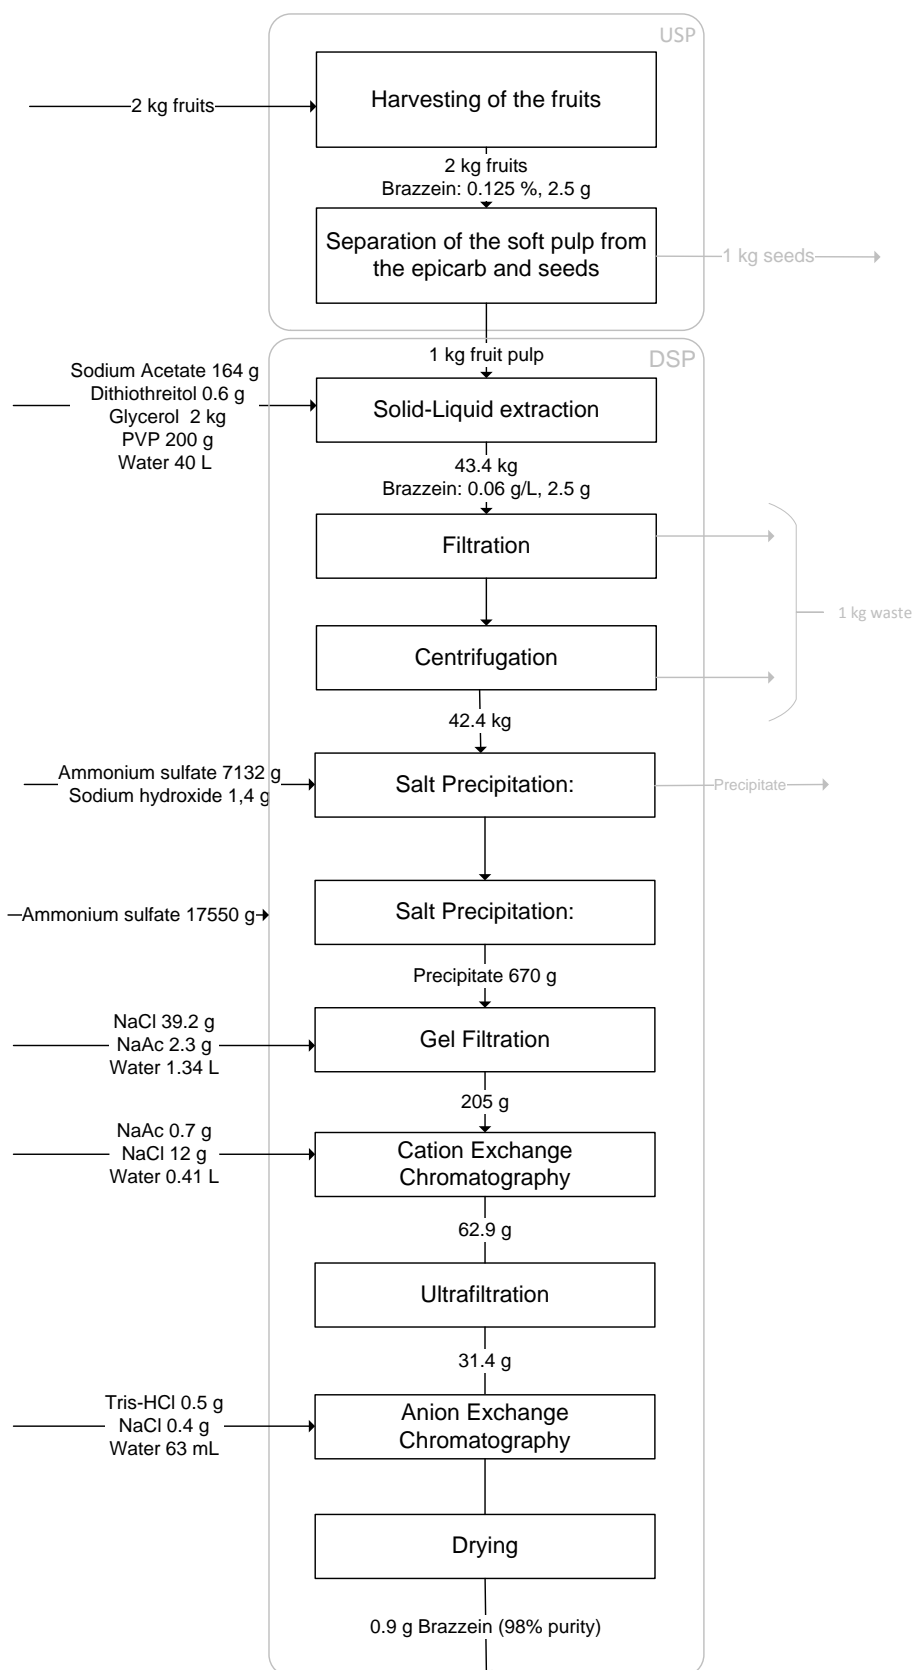 USP
2 kg fruits
Harvesting of the fruits
2 kg fruits
Brazzein: 0.125 %, 2.5 g
Separation of the soft pulp from
the epicarb and seeds
1 kg seeds
1 kg fruit pulp
DSP
Sodium Acetate 164 g
Dithiothreitol 0.6 g
Glycerol 2 kg
PVP 200 g
Water 40 L
Solid-Liquid extraction
43.4 kg
Brazzein: 0.06 g/L, 2.5 g
Filtration
1 kg waste
Centrifugation
42.4 kg
Ammonium sulfate 7132 g
Sodium hydroxide 1,4 g
Salt Precipitation:
Precipitate
Ammonium sulfate 17550 g
Salt Precipitation:
Precipitate 670 g
NaCl 39.2 g
NaAc 2.3 g
Water 1.34 L
Gel Filtration
205 g
NaAc 0.7 g
NaCl 12 g
Water 0.41 L
Cation Exchange
Chromatography
62.9 g
Ultrafiltration
31.4 g
Tris-HCl 0.5 g
NaCl 0.4 g
Water 63 mL
Anion Exchange
Chromatography
Drying
0.9 g Brazzein (98% purity)